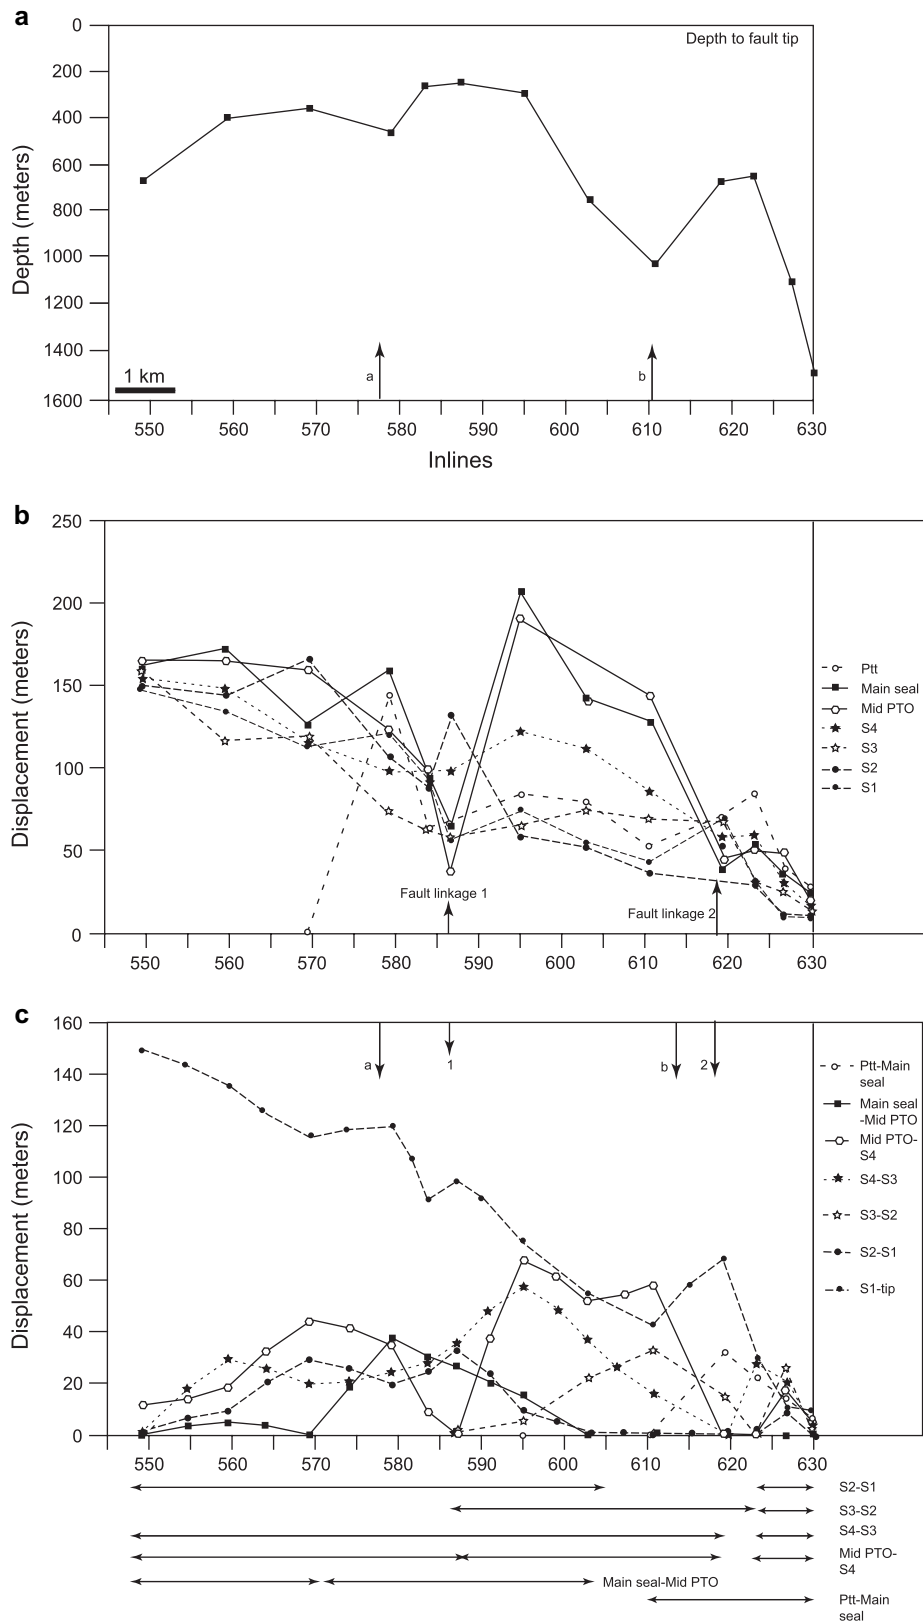 a
Depth to fault tip
0
200
400
600
800
1000
1200
1400
1600
Depth (meters)
1 km
a
b
550
560
570
580
590
600
610
620
630
Inlines
b
250
200
150
100
50
0
Displacement (meters)
Fault linkage 1
Fault linkage 2
Ptt
Main seal
Mid PTO
S4
S3
S2
S1
550
560
570
580
590
600
610
620
630
c
160
140
120
100
80
60
40
20
0
Displacement (meters)
a
1
b
2
Ptt-Main
seal
Main seal
-Mid PTO
Mid PTO-
S4
S4-S3
S3-S2
S2-S1
S1-tip
550
560
570
580
590
600
610
620
630
S2-S1
S3-S2
S4-S3
Mid PTO-
S4
Main seal-Mid PTO
Ptt-Main
seal